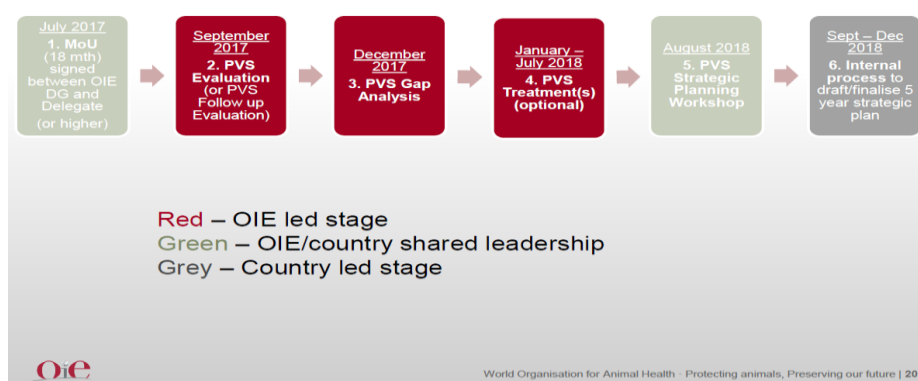 July 2017
1. MoU
(18 mth)
signed
between OIE
DG and
Delegate
(or higher)
September
2017
2. PVS
Evaluation
(or PVS
Follow up
Evaluation)
December
2017
3. PVS Gap
Analysis
January –
July 2018
4. PVS
Treatment(s)
(optional)
August 2018
5. PVS
Strategic
Planning
Workshop
Sept – Dec
2018
6. Internal
process to
draft/finalise 5
year strategic
plan
Red – OIE led stage
Green – OIE/country shared leadership
Grey – Country led stage
Oie
World Organisation for Animal Health - Protecting animals, Preserving our future | 20